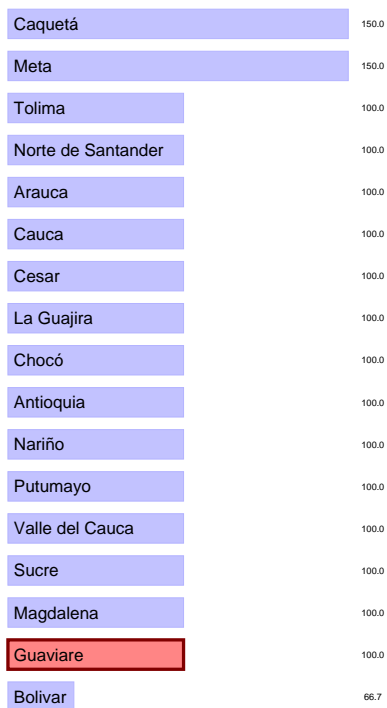 Caquetá 150.0
Meta 150.0
Tolima 100.0
Norte de Santander 100.0
Arauca 100.0
Cauca 100.0
Cesar 100.0
La Guajira 100.0
Chocó 100.0
Antioquia 100.0
Nariño 100.0
Putumayo 100.0
Valle del Cauca 100.0
Sucre 100.0
Magdalena 100.0
Guaviare 100.0
Bolivar 66.7